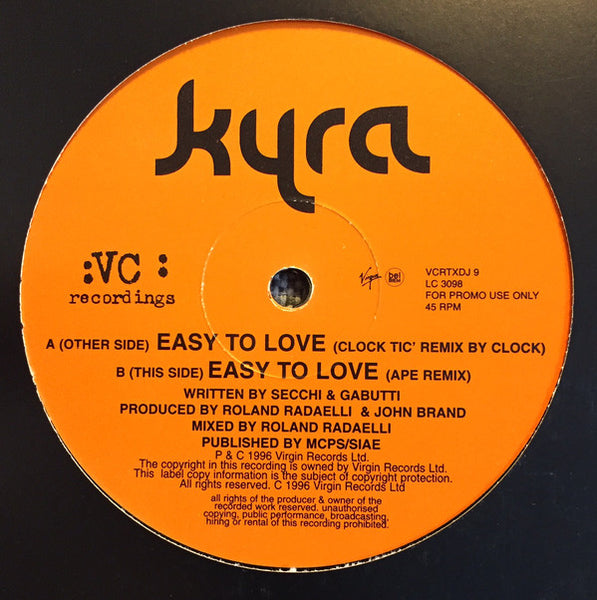 kyra
:VC :
recordings
Virgin
VCRTXDJ 9
LC 3098
FOR PROMO USE ONLY
45 RPM
A (OTHER SIDE) EASY TO LOVE (CLOCK TIC' REMIX BY CLOCK)
B (THIS SIDE) EASY TO LOVE (APE REMIX)
WRITTEN BY SECCHI & GABUTTI
PRODUCED BY ROLAND RADAELLI & JOHN BRAND
MIXED BY ROLAND RADAELLI
PUBLISHED BY MCPS/SIAE
P & C 1996 Virgin Records Ltd.
The copyright in this recording is owned by Virgin Records Ltd.
This label copy information is the subject of copyright protection.
All rights reserved. C 1996 Virgin Records Ltd
all rights of the producer & owner of the
recorded work reserved. unauthorised
copying, public performance, broadcasting,
hiring or rental of this recording prohibited.